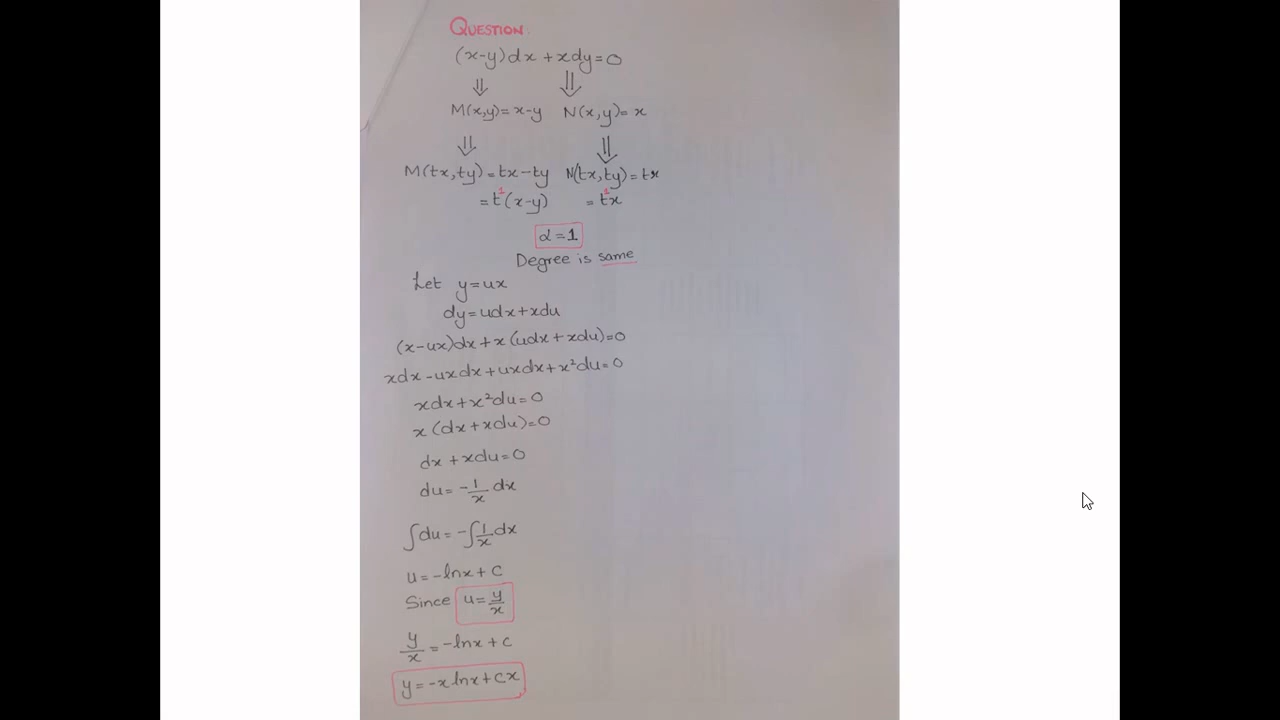 QUESTION.
(x-y)dx + xdy = 0
⇓ ⇓
M(x,y) = x-y N(x,y) = x
⇓ ⇓
M(tx,ty) = tx - ty N(tx,ty) = tx
= t¹(x-y) = t¹x
α = 1
Degree is same
Let y = ux
dy = udx + xdu
(x-ux)dx + x(udx + xdu) = 0
xdx - uxdx + uxdx + x²du = 0
xdx + x²du = 0
x(dx + xdu) = 0
dx + xdu = 0
du = -1/x dx
∫du = -∫1/x dx
u = -lnx + c
Since u = y/x
y/x = -lnx + c
y = -x lnx + cx